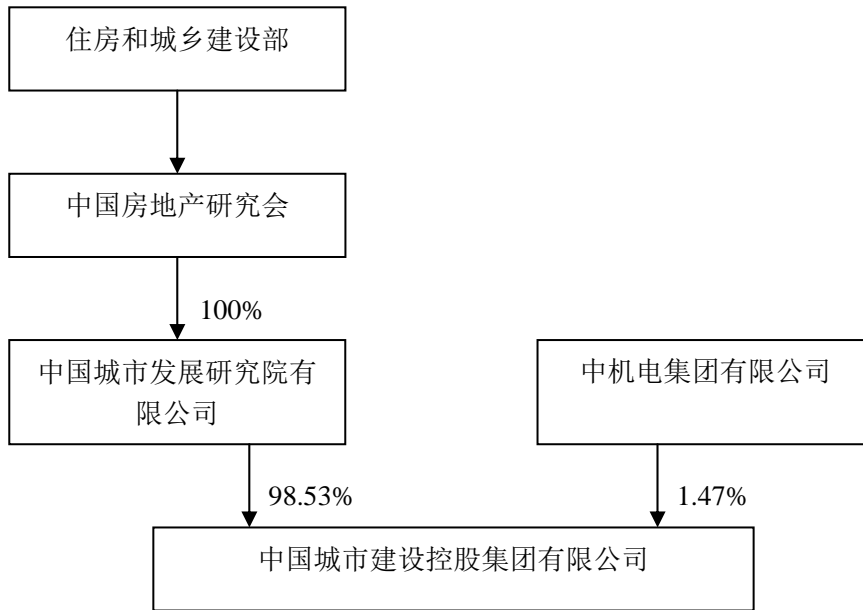 住房和城乡建设部
中国房地产研究会
100%
中国城市发展研究院有
限公司
中机电集团有限公司
98.53%
1.47%
中国城市建设控股集团有限公司